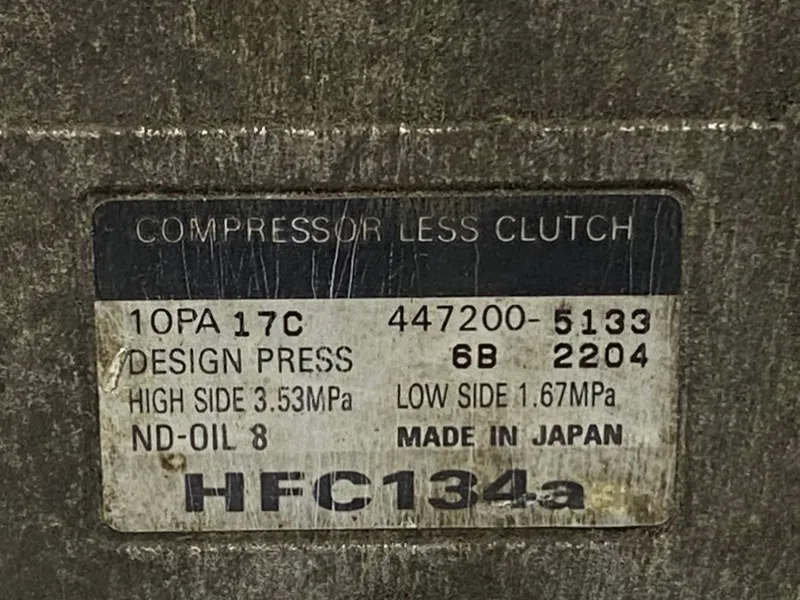 COMPRESSOR LESS CLUTCH
10PA 17C 447200-5133
DESIGN PRESS 6B 2204
HIGH SIDE 3.53MPa LOW SIDE 1.67MPa
ND-OIL 8 MADE IN JAPAN
HFC134a